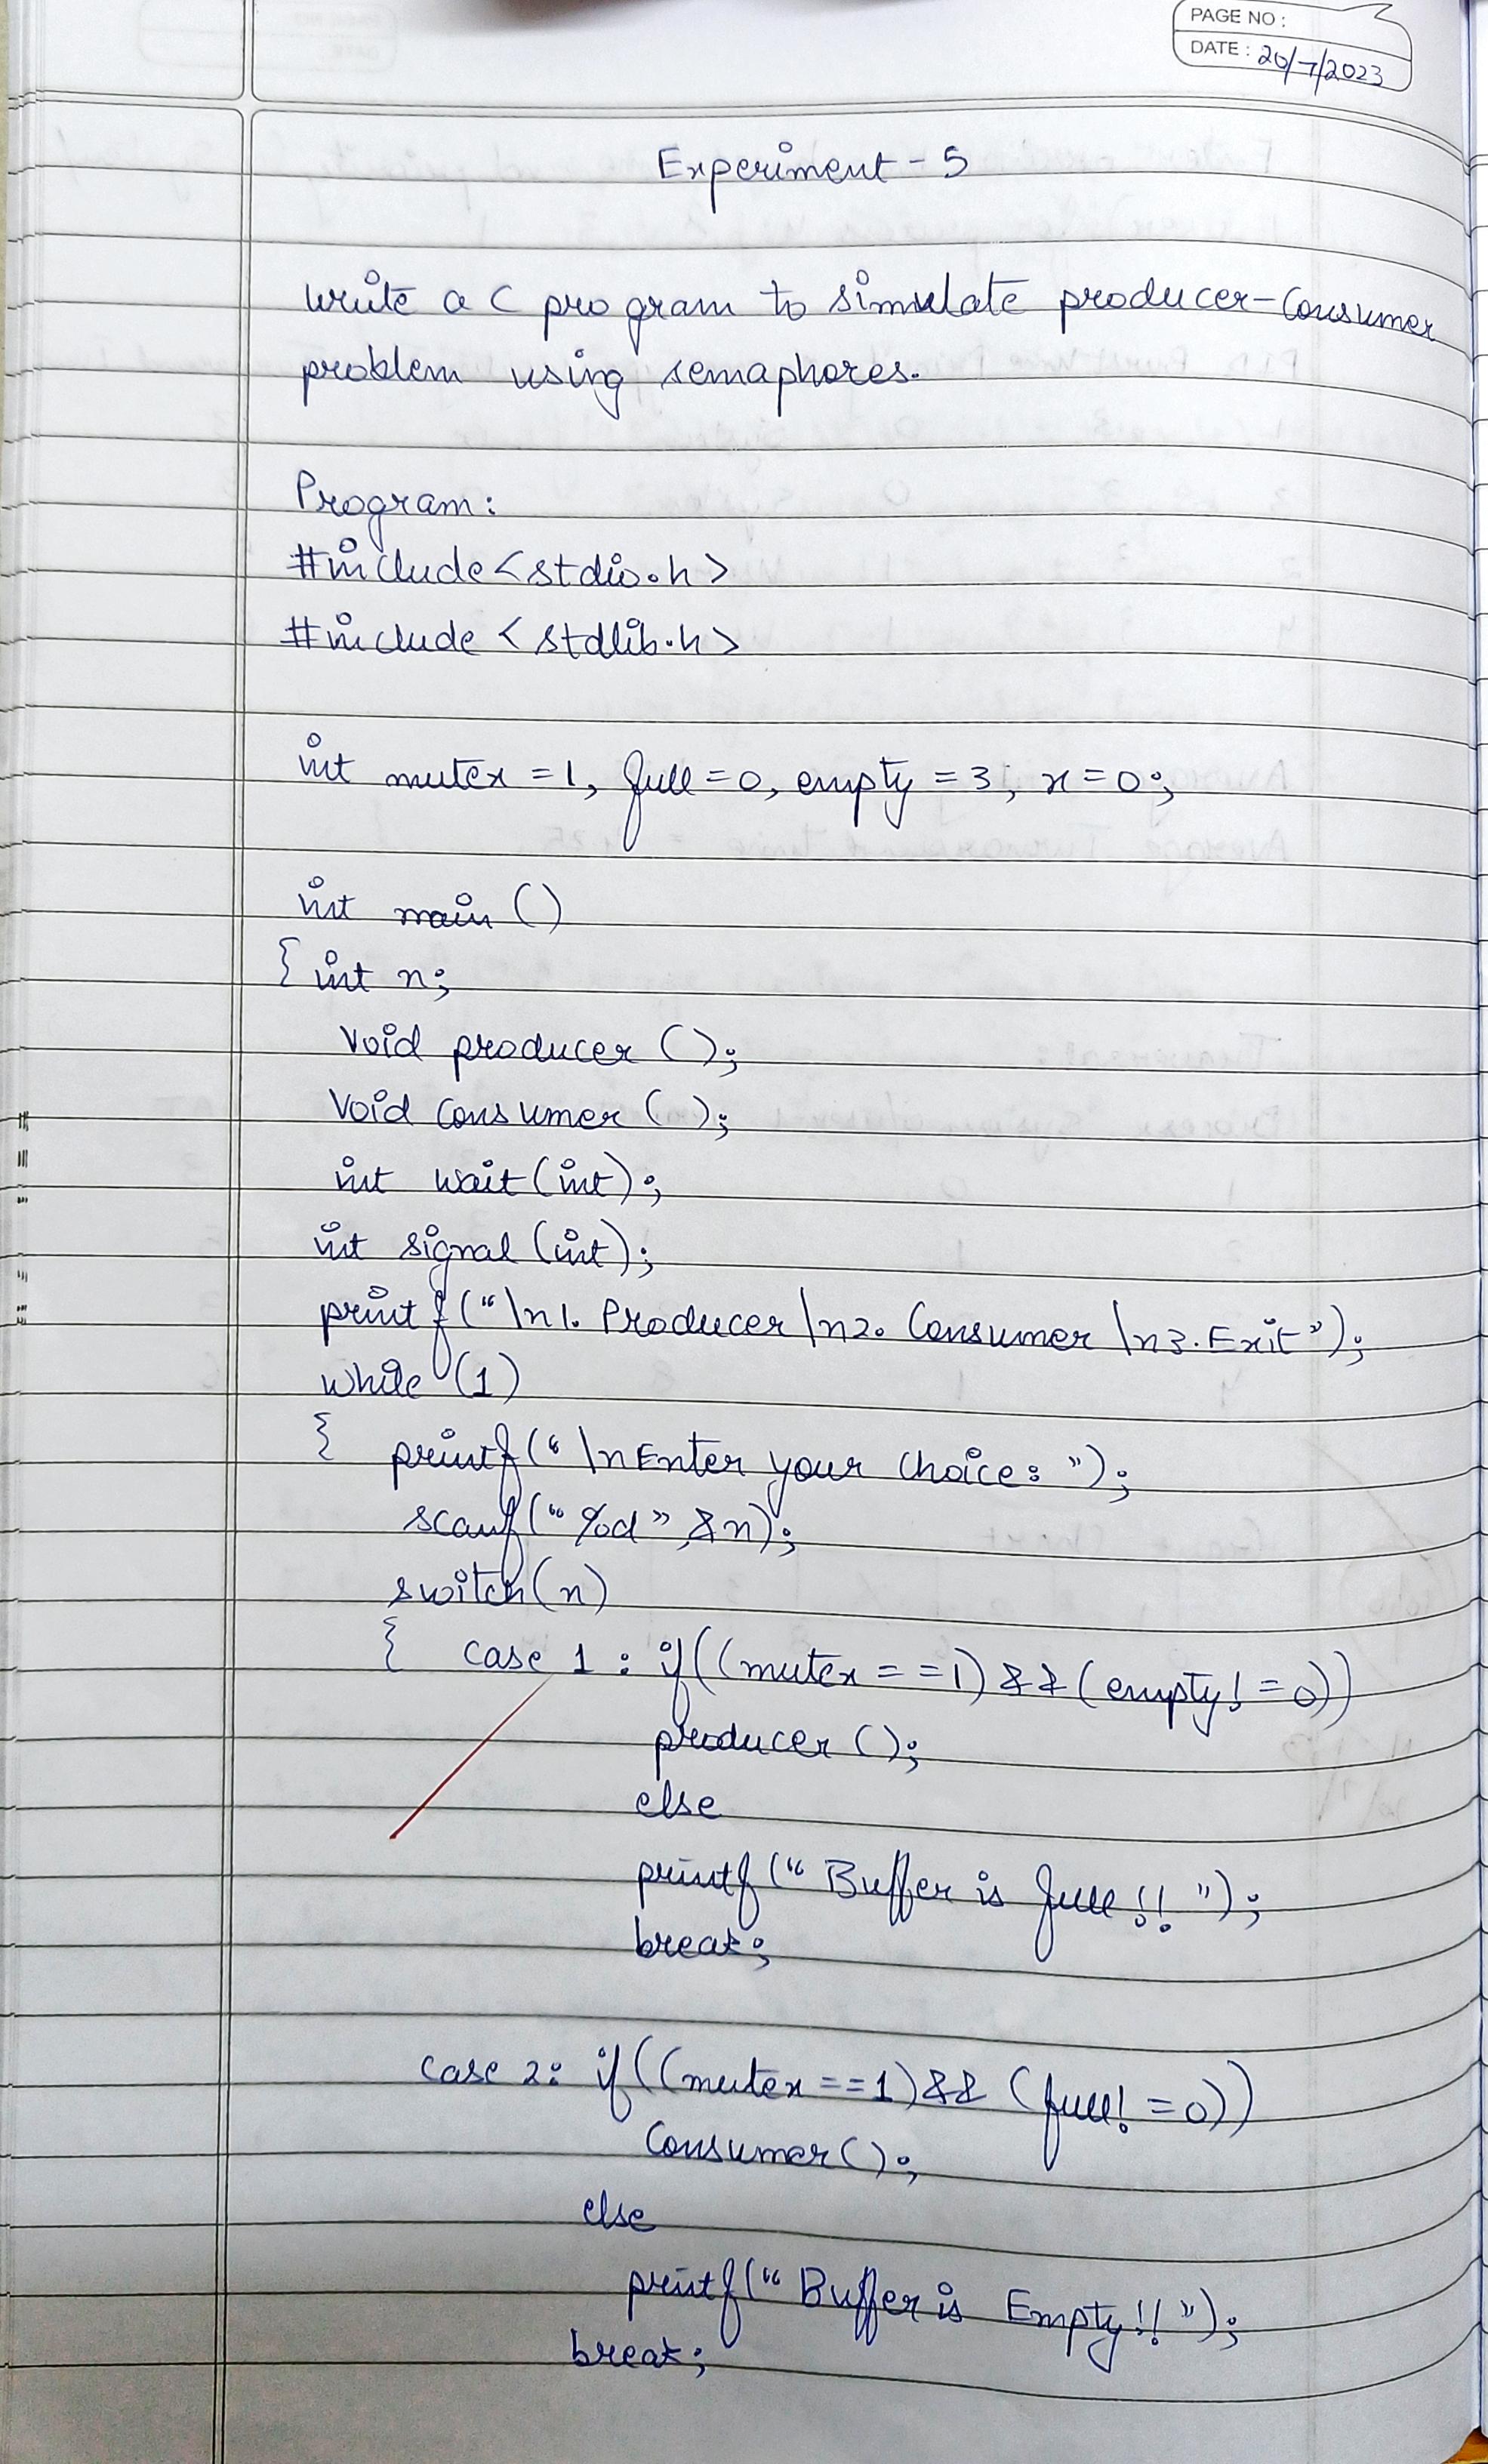 PAGE NO :
DATE : 20/7/2023
Experiment - 5
Write a C program to simulate producer-Consumer
problem using semaphores.
Program:
#include<stdio.h>
#include <stdlib.h>
int mutex = 1, full = 0, empty = 3, x = 0;
int main ()
{ int n;
Void producer ();
Void Consumer ( );
int wait (int);
int signal (int);
printf ("\n1. Producer \n2. Consumer \n3. Exit");
while (1)
{ printf(" \nEnter your choice: ");
scanf("%d", &n);
switch(n)
{ case 1 : if((mutex == 1) && (empty! = 0))
producer ();
else
printf (" Buffer is full !! ");
break;
case 2: if((mutex == 1) && (full! = 0))
Consumer();
else
printf(" Buffer is Empty!! ");
break;